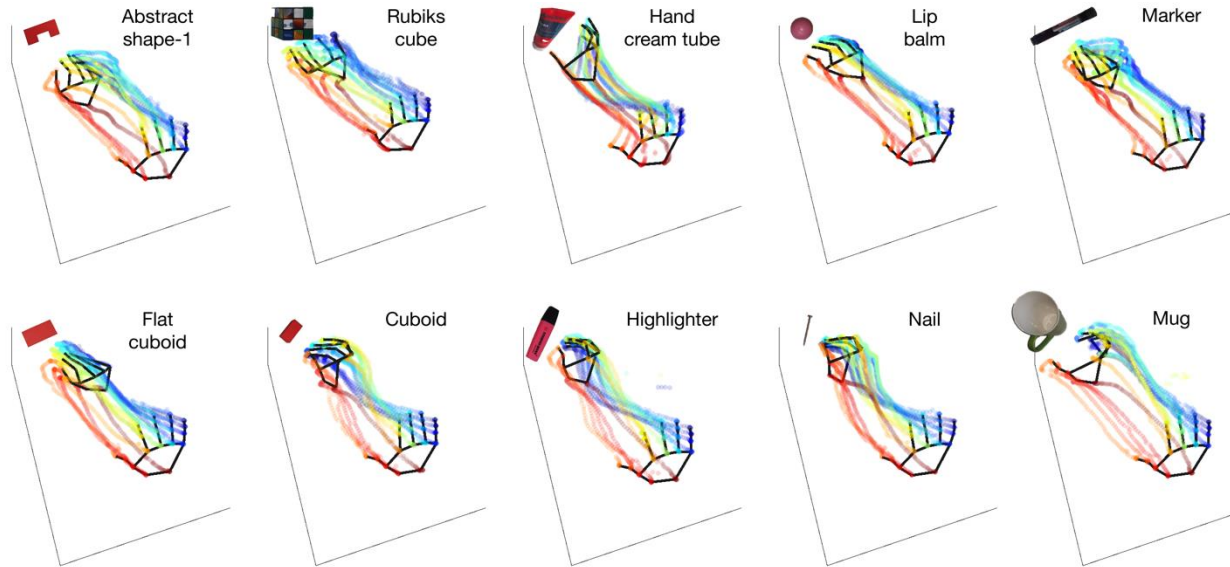 Abstract
shape-1
Rubiks
cube
Hand
cream tube
Lip
balm
Marker
Flat
cuboid
Cuboid
Highlighter
Nail
Mug